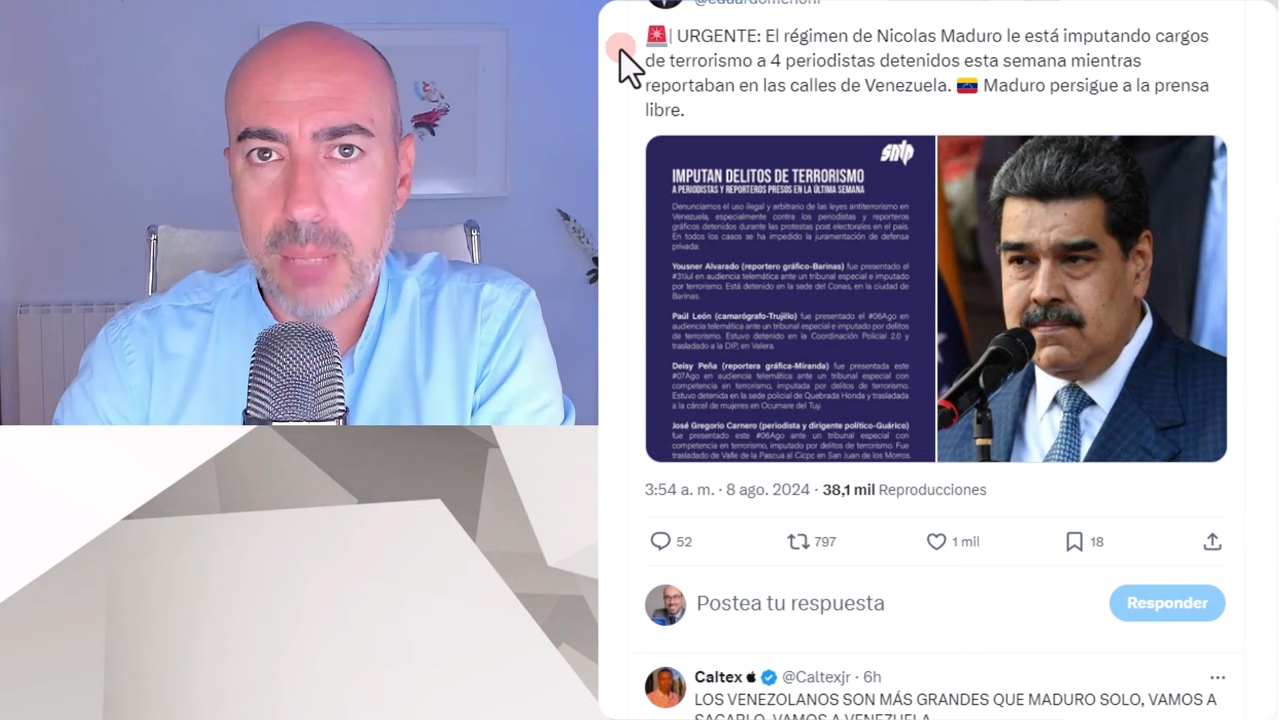 @eduardomenoni
🚨| URGENTE: El régimen de Nicolas Maduro le está imputando cargos
de terrorismo a 4 periodistas detenidos esta semana mientras
reportaban en las calles de Venezuela. 🇻🇪 Maduro persigue a la prensa
libre.
sntp
IMPUTAN DELITOS DE TERRORISMO
A PERIODISTAS Y REPORTEROS PRESOS EN LA ÚLTIMA SEMANA
Denunciamos el uso ilegal y arbitrario de las leyes antiterrorismo en
Venezuela, especialmente contra los periodistas y reporteros
gráficos detenidos durante las protestas post electorales en el país.
En todos los casos se ha impedido la juramentación de defensa
privada:
Yousner Alvarado (reportero gráfico-Barinas) fue presentado el
#31Jul en audiencia telemática ante un tribunal especial e imputado
por terrorismo. Está detenido en la sede del Conas, en la ciudad de
Barinas.
Paúl León (camarógrafo-Trujillo) fue presentado el #06Ago en
audiencia telemática ante un tribunal especial e imputado por delitos
de terrorismo. Estuvo detenido en la Coordinación Policial 2.0 y
trasladado a la DIP, en Valera.
Deisy Peña (reportera gráfica-Miranda) fue presentada este
#07Ago en audiencia telemática ante un tribunal especial con
competencia en terrorismo, imputada por delitos de terrorismo.
Estuvo detenida en la sede policial de Quebrada Honda y trasladada
a la cárcel de mujeres en Ocumare del Tuy.
José Gregorio Carnero (periodista y dirigente político-Guárico)
fue presentado este #06Ago ante un tribunal especial con
competencia en terrorismo, imputado por delitos de terrorismo. Fue
trasladado de Valle de la Pascua al Cicpc en San Juan de los Morros.
3:54 a. m. · 8 ago. 2024 · 38,1 mil Reproducciones
52 797 1 mil 18
Postea tu respuesta
Responder
Caltex @Caltexjr · 6h
LOS VENEZOLANOS SON MÁS GRANDES QUE MADURO SOLO, VAMOS A
SACARLO, VAMOS A VENEZUELA